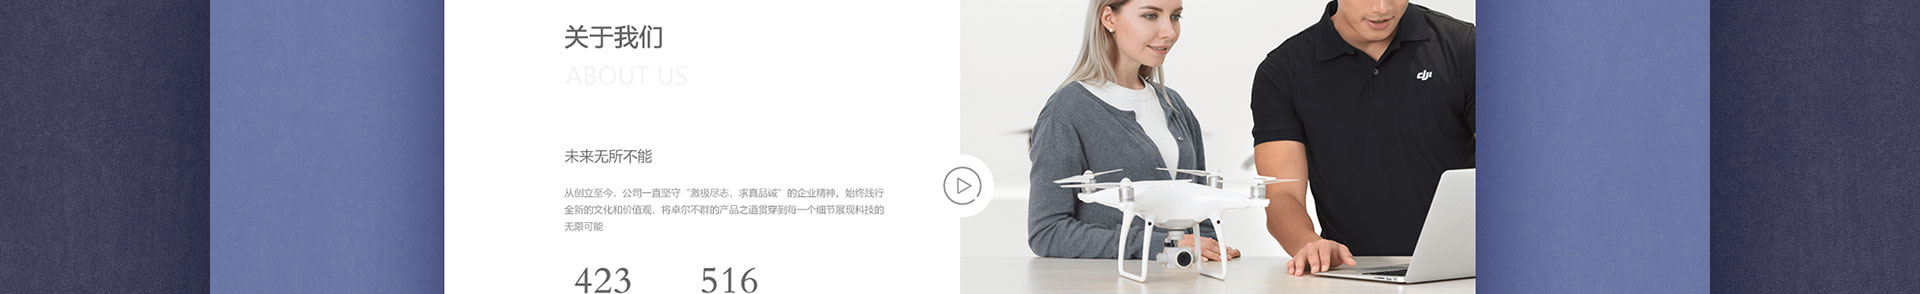 关于我们
ABOUT US
未来无所不能
从创立至今，公司一直坚守“激极尽志，求真品诚”的企业精神。始终践行
全新的文化和价值观，将卓尔不群的产品之道贯穿到每一个细节展现科技的
无限可能
423 516
dji